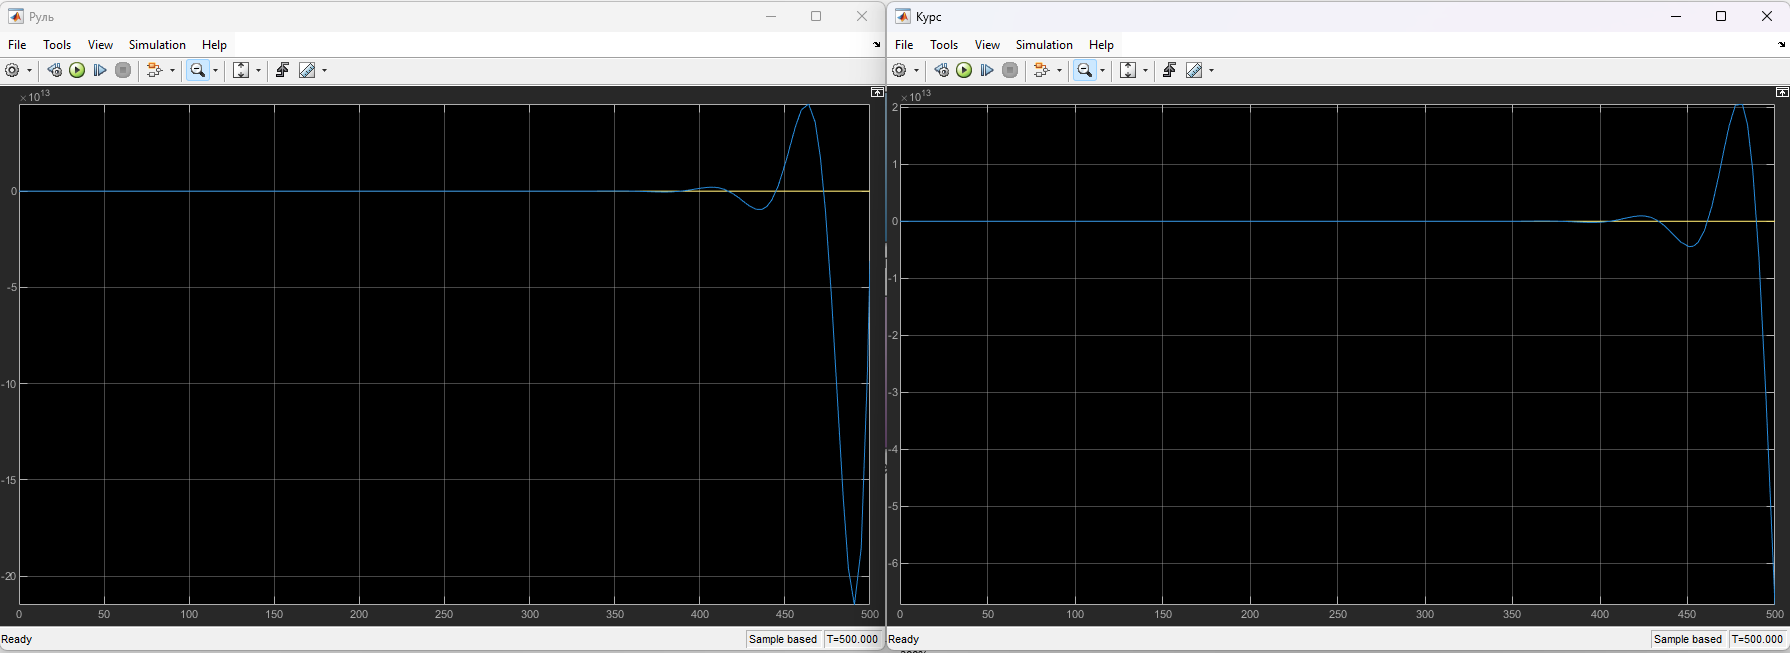 Руль
File Tools View Simulation Help
×10¹³
0
-5
-10
-15
-20
0 50 100 150 200 250 300 350 400 450 500
Ready Sample based T=500.000
Курс
File Tools View Simulation Help
×10¹³
2
1
0
-1
-2
-3
-4
-5
-6
0 50 100 150 200 250 300 350 400 450 500
Ready Sample based T=500.000